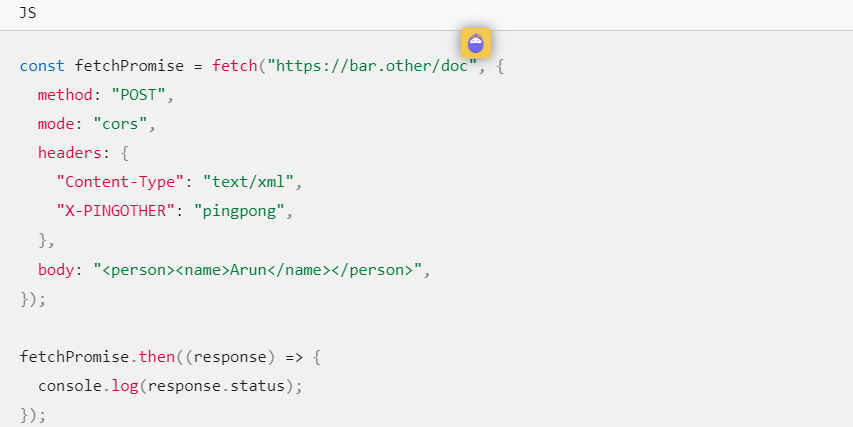 JS
const fetchPromise = fetch("https://bar.other/doc", {
  method: "POST",
  mode: "cors",
  headers: {
    "Content-Type": "text/xml",
    "X-PINGOTHER": "pingpong",
  },
  body: "<person><name>Arun</name></person>",
});

fetchPromise.then((response) => {
  console.log(response.status);
});